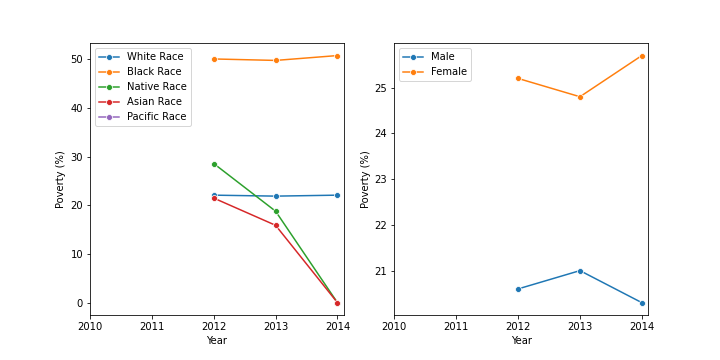 White Race
Black Race
Native Race
Asian Race
Pacific Race
50
40
30
20
10
0
Poverty (%)
2010 2011 2012 2013 2014
Year
Male
Female
25
24
23
22
21
Poverty (%)
2010 2011 2012 2013 2014
Year